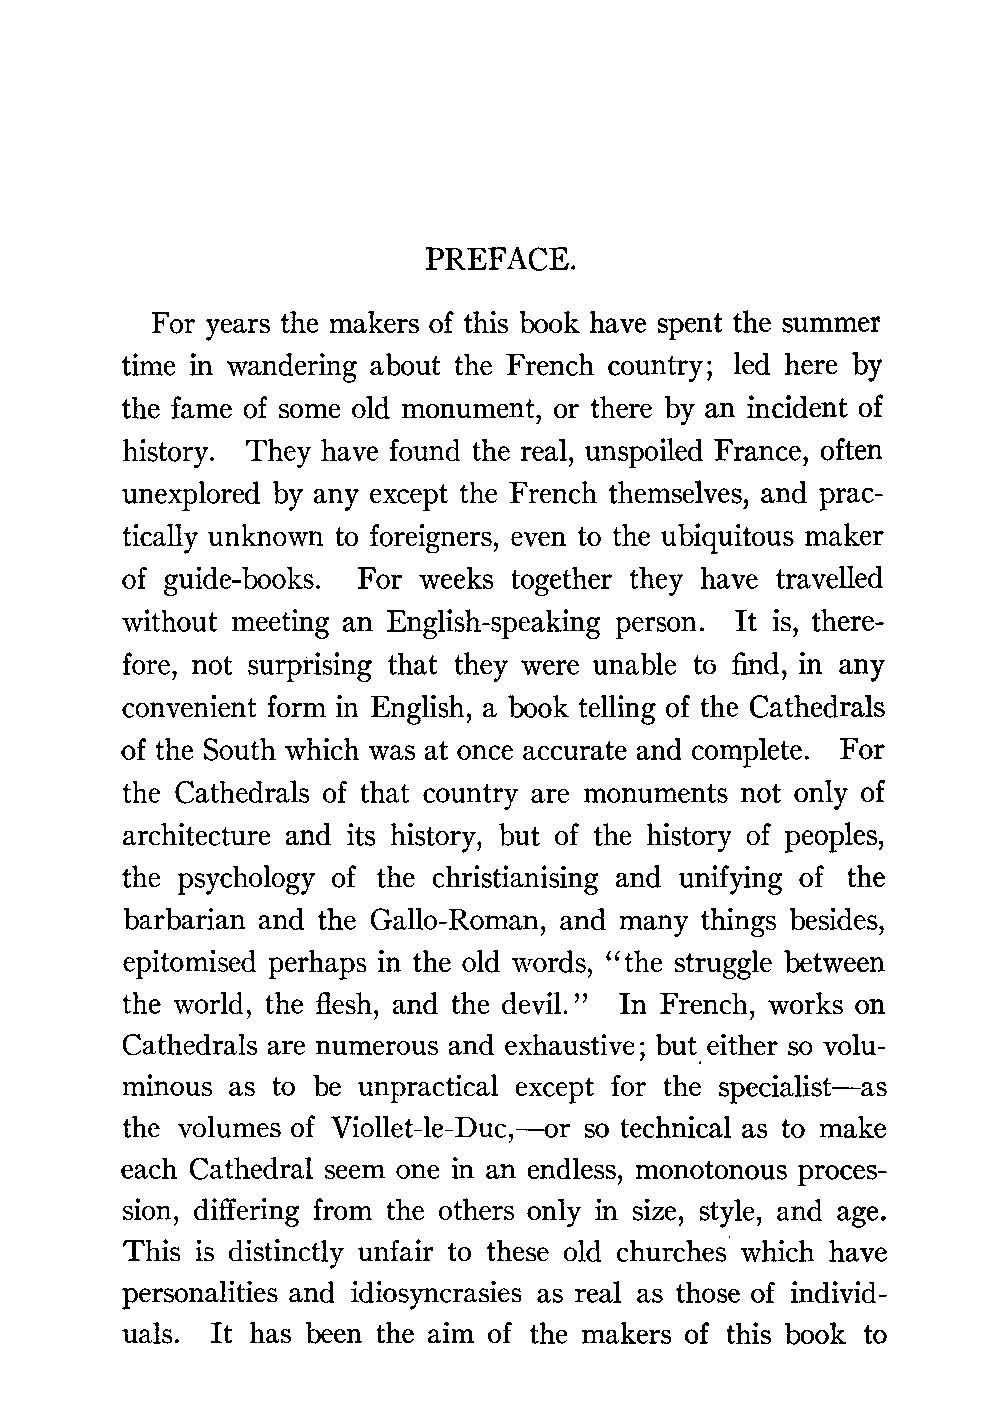 PREFACE.
For years the makers of this book have spent the summer
time in wandering about the French country; led here by
the fame of some old monument, or there by an incident of
history. They have found the real, unspoiled France, often
unexplored by any except the French themselves, and prac-
tically unknown to foreigners, even to the ubiquitous maker
of guide-books. For weeks together they have travelled
without meeting an English-speaking person. It is, there-
fore, not surprising that they were unable to find, in any
convenient form in English, a book telling of the Cathedrals
of the South which was at once accurate and complete. For
the Cathedrals of that country are monuments not only of
architecture and its history, but of the history of peoples,
the psychology of the christianising and unifying of the
barbarian and the Gallo-Roman, and many things besides,
epitomised perhaps in the old words, “the struggle between
the world, the flesh, and the devil.” In French, works on
Cathedrals are numerous and exhaustive; but either so volu-
minous as to be unpractical except for the specialist—as
the volumes of Viollet-le-Duc,—or so technical as to make
each Cathedral seem one in an endless, monotonous proces-
sion, differing from the others only in size, style, and age.
This is distinctly unfair to these old churches which have
personalities and idiosyncrasies as real as those of individ-
uals. It has been the aim of the makers of this book to